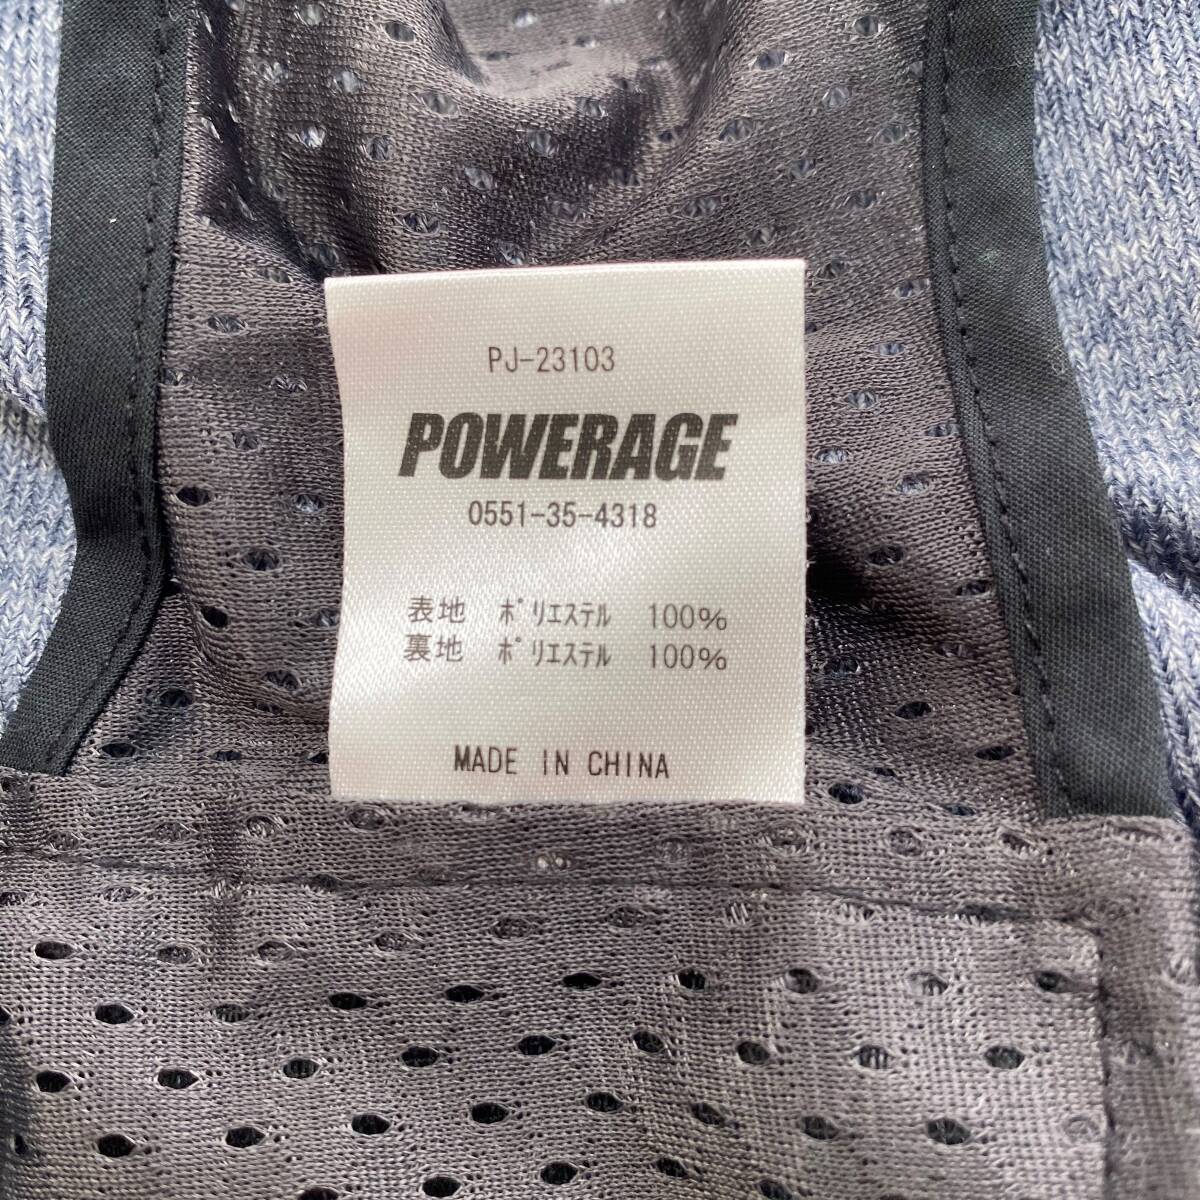 PJ-23103
POWERAGE
0551-35-4318
表地 ポリエステル 100%
裏地 ポリエステル 100%
MADE IN CHINA